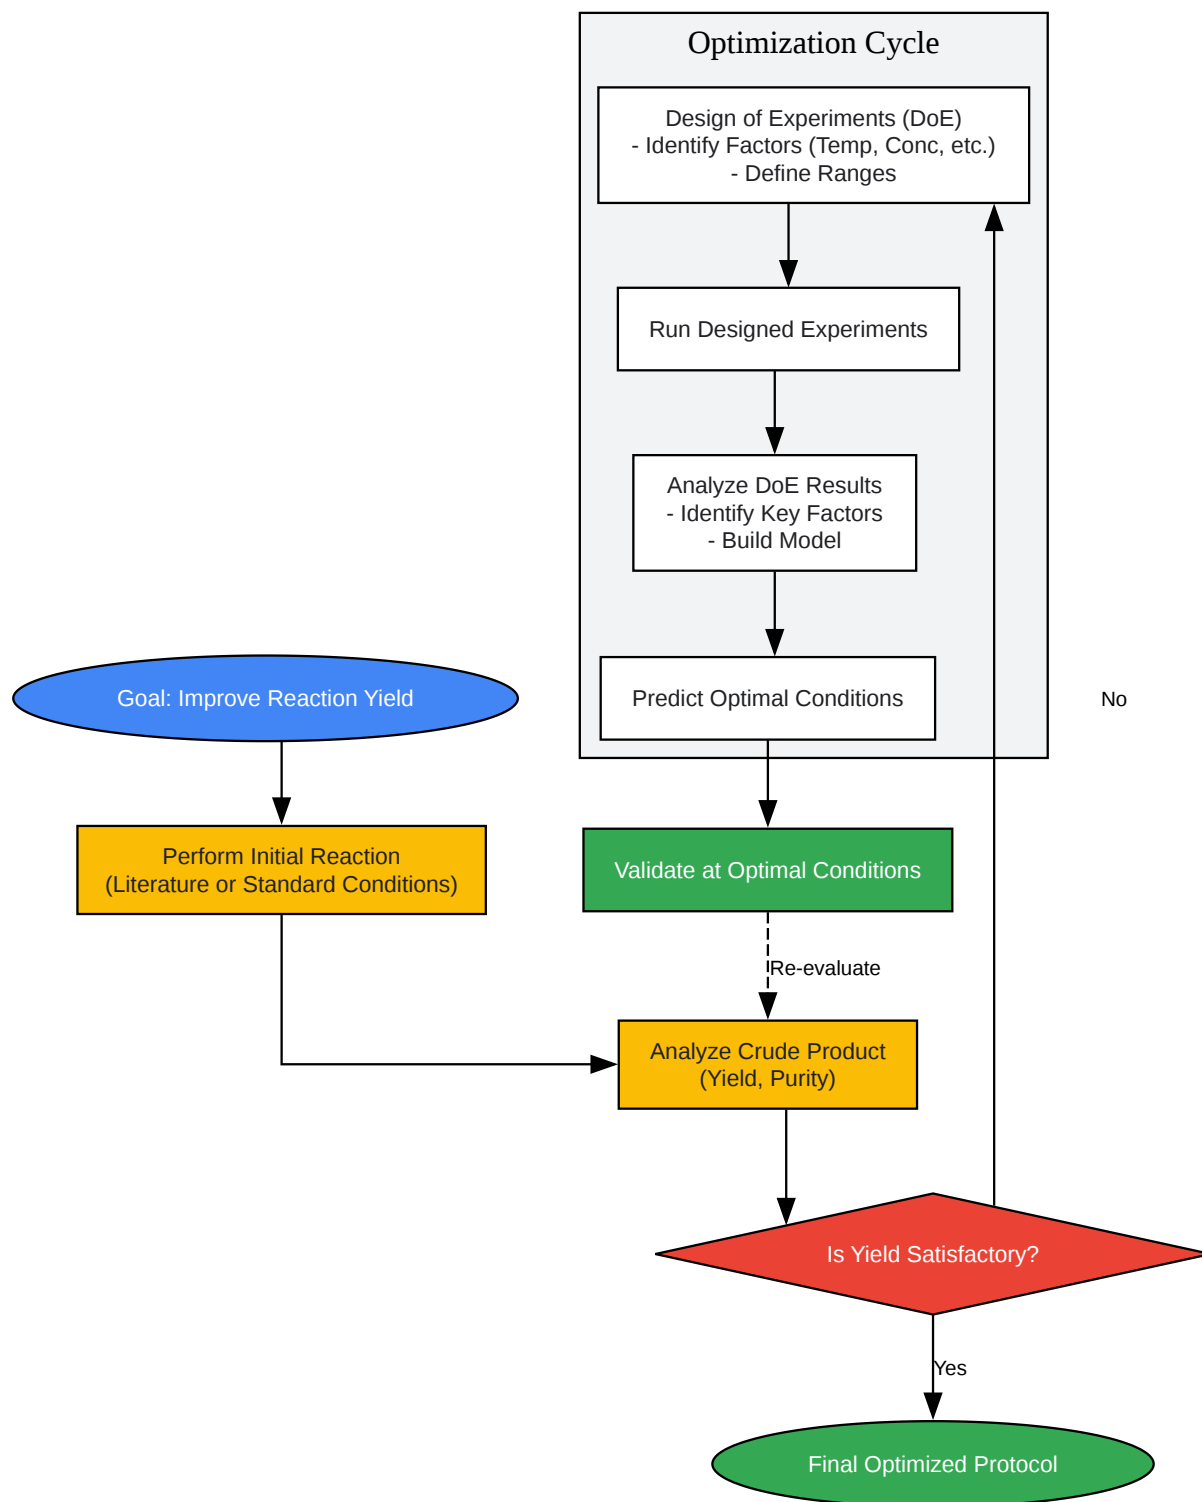 Optimization Cycle
Design of Experiments (DoE)
- Identify Factors (Temp, Conc, etc.)
- Define Ranges
Run Designed Experiments
Analyze DoE Results
- Identify Key Factors
- Build Model
Goal: Improve Reaction Yield
Predict Optimal Conditions
No
Perform Initial Reaction
(Literature or Standard Conditions)
Validate at Optimal Conditions
Re-evaluate
Analyze Crude Product
(Yield, Purity)
Is Yield Satisfactory?
Yes
Final Optimized Protocol